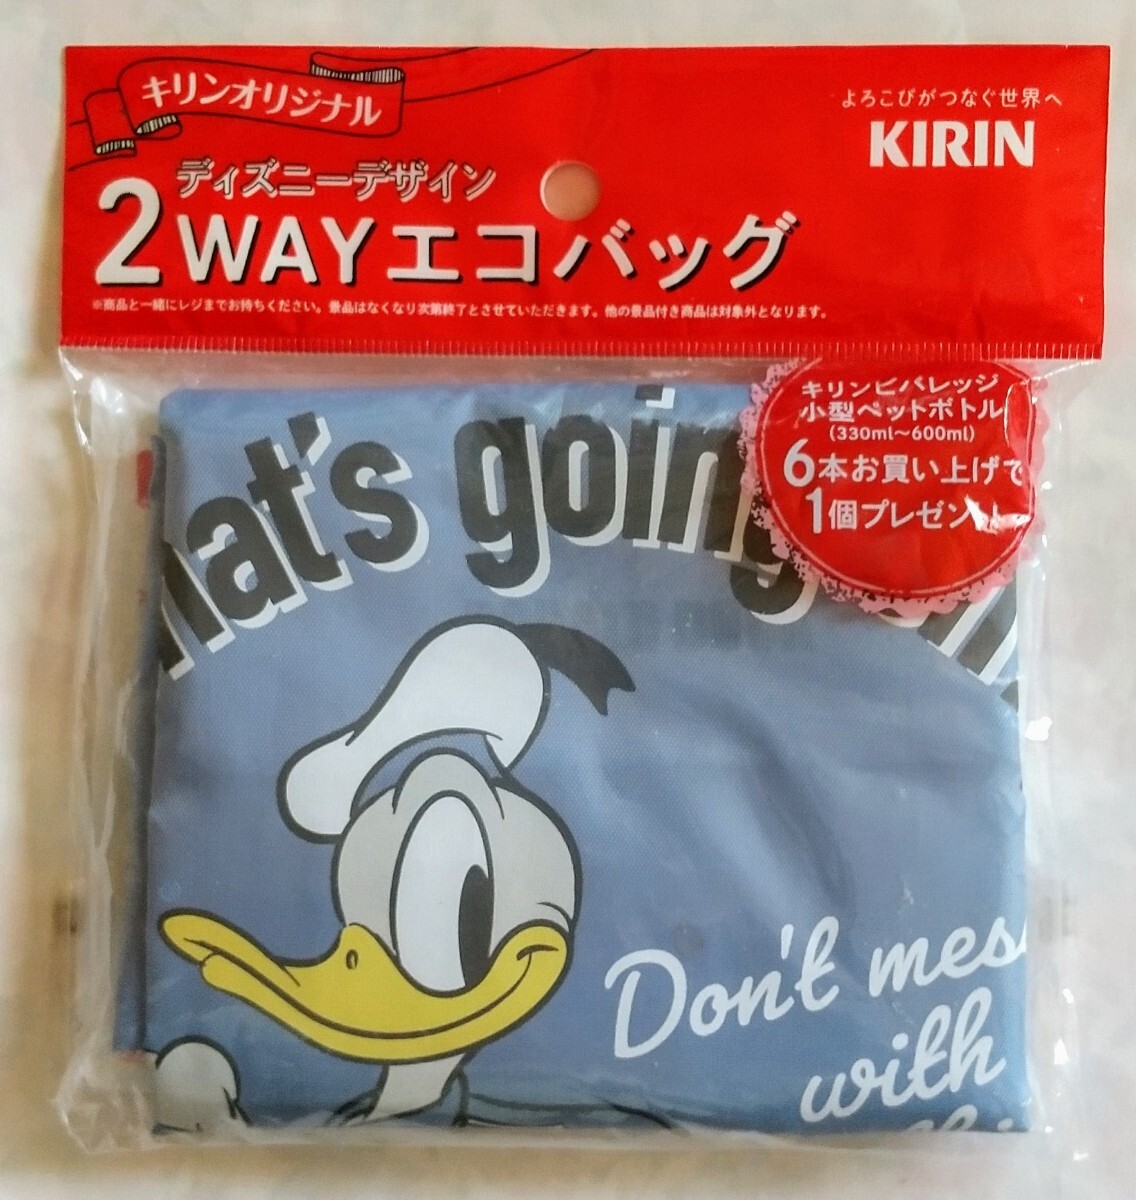 キリンオリジナル
よろこびがつなぐ世界へ
KIRIN
ディズニーデザイン
2WAYエコバッグ
※商品と一緒にレジまでお持ちください。景品はなくなり次第終了とさせていただきます。他の景品付き商品は対象外となります。
キリンビバレッジ
小型ペットボトル
(330ml〜600ml)
6本お買い上げで
1個プレゼント
hat's going on
Don't mess
with